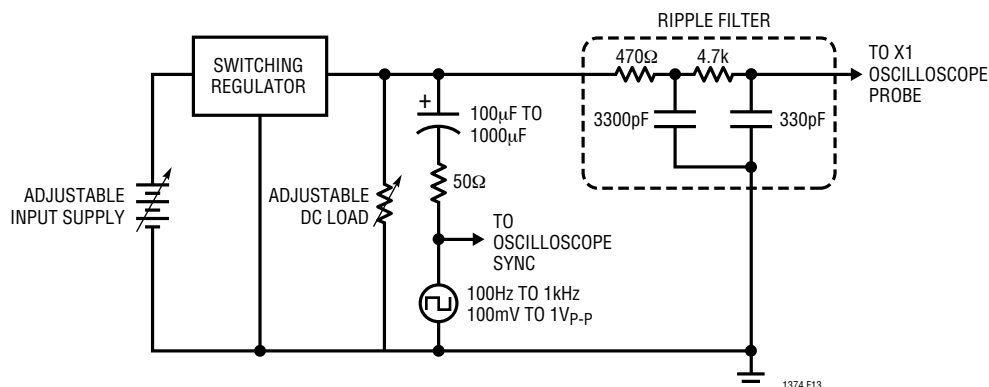 RIPPLE FILTER
SWITCHING
REGULATOR
470Ω
4.7k
TO X1
OSCILLOSCOPE
PROBE
+
100µF TO
1000µF
3300pF
330pF
50Ω
ADJUSTABLE
INPUT SUPPLY
ADJUSTABLE
DC LOAD
TO
OSCILLOSCOPE
SYNC
100Hz TO 1kHz
100mV TO 1VP-P
1374 F13